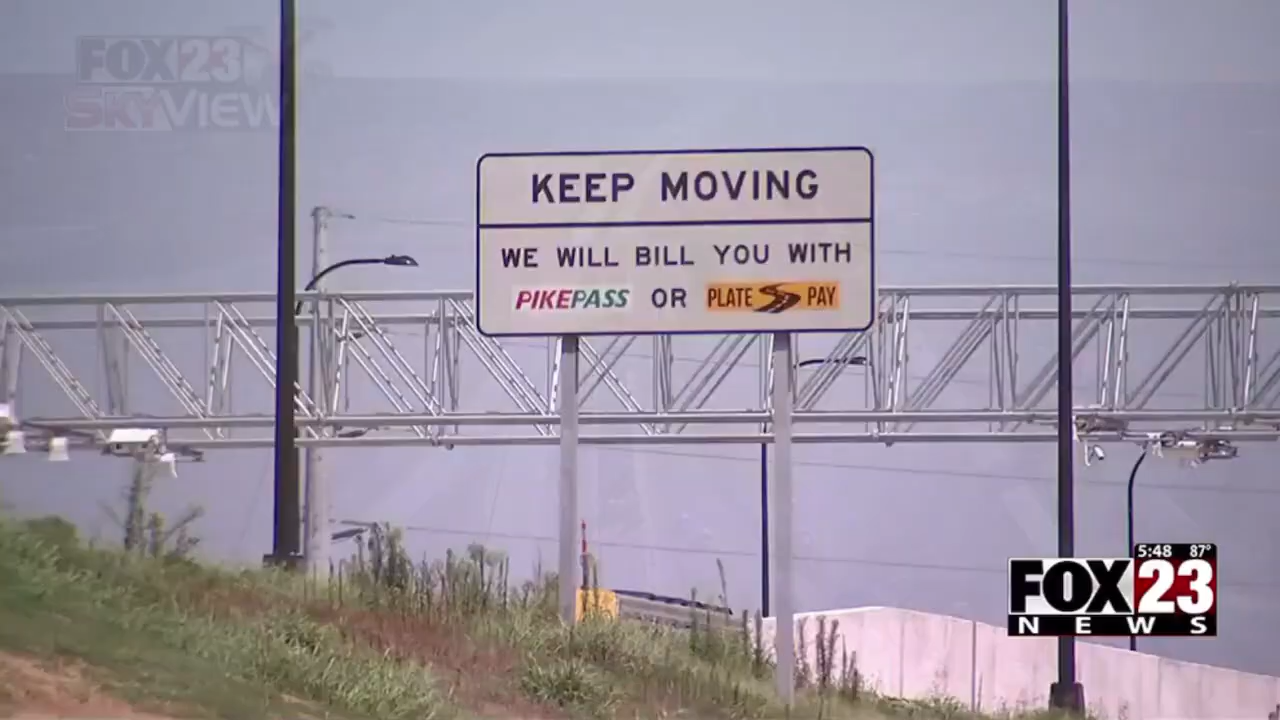 FOX23
SKYVIEW
KEEP MOVING
WE WILL BILL YOU WITH
PIKEPASS OR PLATE PAY
5:48 87°
FOX23
NEWS